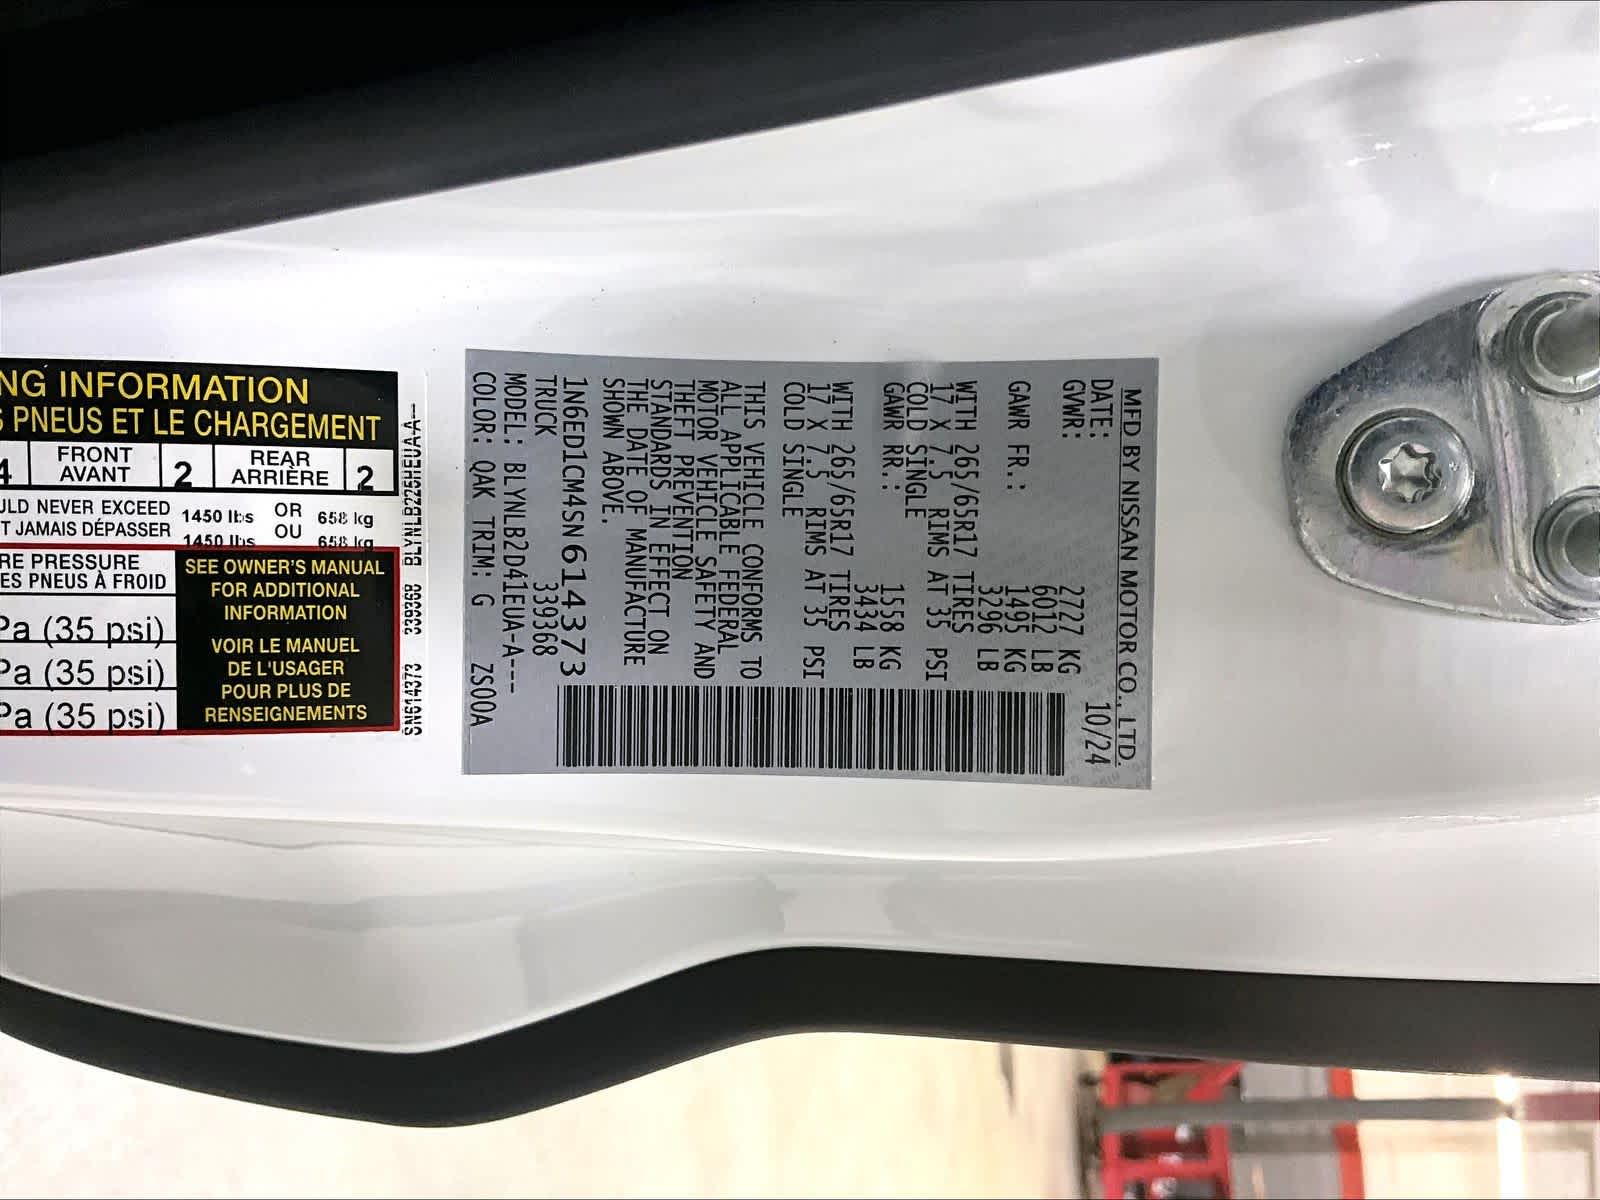 MFD BY NISSAN MOTOR CO., LTD.
DATE: 10/24
GVWR: 2727 KG
6012 LB
GAWR FR.: 1495 KG
3296 LB
WITH 265/65R17 TIRES
17 X 7.5 RIMS AT 35 PSI
COLD SINGLE
GAWR RR.: 1558 KG
3434 LB
WITH 265/65R17 TIRES
17 X 7.5 RIMS AT 35 PSI
COLD SINGLE
THIS VEHICLE CONFORMS TO
ALL APPLICABLE FEDERAL
MOTOR VEHICLE SAFETY AND
THEFT PREVENTION
STANDARDS IN EFFECT ON
THE DATE OF MANUFACTURE
SHOWN ABOVE.
1N6ED1CM4SN614373
TRUCK 339368
MODEL: BLYNLB2D41EUA-A---
COLOR: QAK TRIM: G ZS00A
NG INFORMATION
S PNEUS ET LE CHARGEMENT
4 FRONT AVANT 2 REAR ARRIÈRE 2
ULD NEVER EXCEED 1450 lbs OR 658 kg
T JAMAIS DÉPASSER 1450 lbs OU 658 kg
RE PRESSURE
ES PNEUS À FROID
Pa (35 psi)
Pa (35 psi)
Pa (35 psi)
SEE OWNER'S MANUAL
FOR ADDITIONAL
INFORMATION
VOIR LE MANUEL
DE L'USAGER
POUR PLUS DE
RENSEIGNEMENTS
SN614373 339368